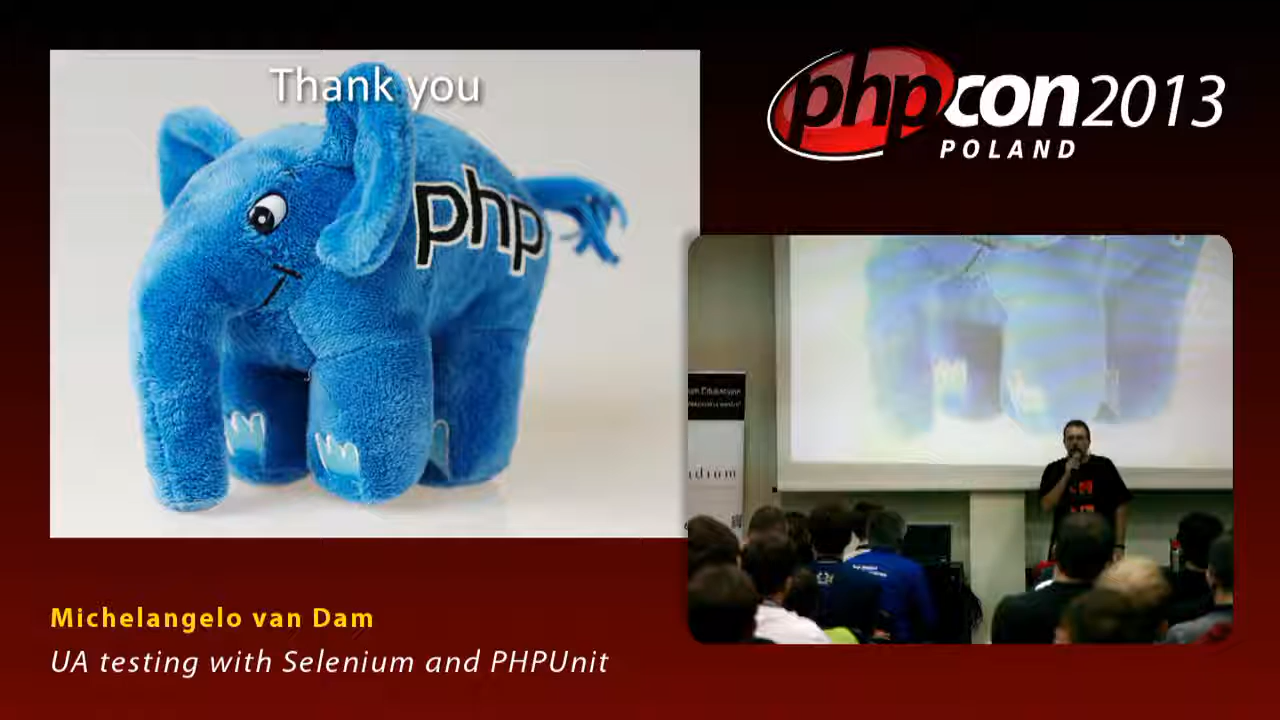 Thank you
php
phpcon2013
POLAND
Michelangelo van Dam
UA testing with Selenium and PHPUnit